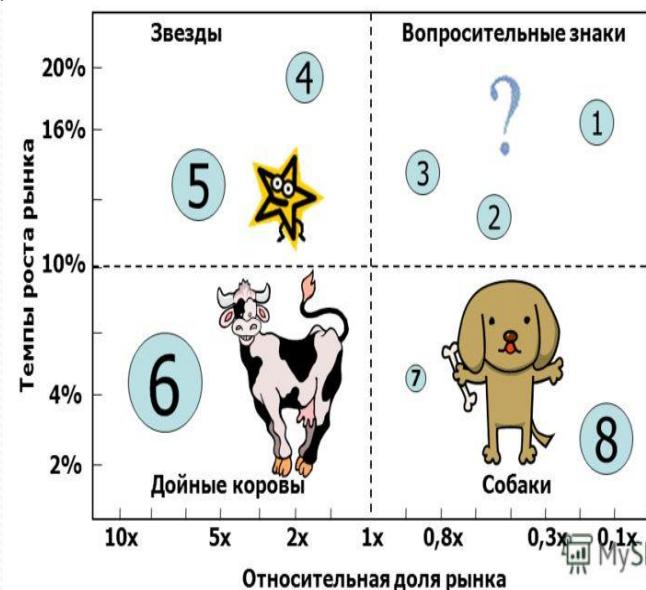 Звезды
Вопросительные знаки
20%
4
?
1
16%
3
5
2
10%
Темпы роста рынка
6
7
4%
8
2%
Дойные коровы
Собаки
10x 5x 2x 1x 0,8x 0,3x 0,1x
Относительная доля рынка